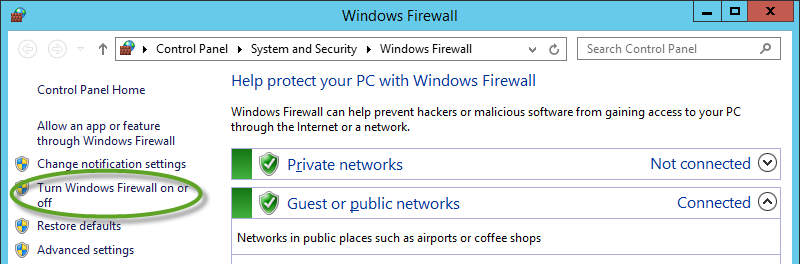 Windows Firewall
Control Panel
System and Security
Windows Firewall
Search Control Panel
Control Panel Home
Allow an app or feature
through Windows Firewall
Change notification settings
Turn Windows Firewall on or
off
Restore defaults
Advanced settings
Help protect your PC with Windows Firewall
Windows Firewall can help prevent hackers or malicious software from gaining access to your PC
through the Internet or a network.
Private networks Not connected
Guest or public networks Connected
Networks in public places such as airports or coffee shops